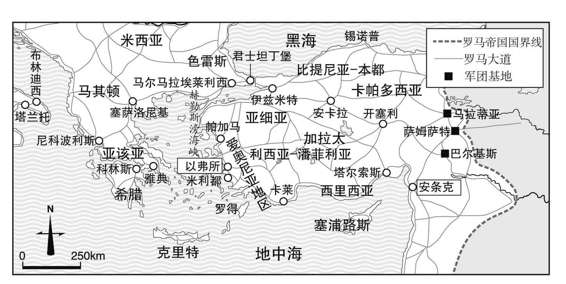 黑海
锡诺普
罗马帝国国界线
罗马大道
军团基地
米西亚
色雷斯
君士坦丁堡
布林迪西
马尔马拉埃莱利西
比提尼亚-本都
马其顿
卡帕多西亚
伊兹米特
塔兰托
塞萨洛尼基
赫勒斯滂海峡
亚细亚
安卡拉
开塞利
马拉蒂亚
萨姆萨特
帕加马
加拉太
尼科波利斯
爱奥尼亚地区
利西亚-潘菲利亚
巴尔基斯
亚该亚
科林斯
雅典
以弗所
米利都
塔尔索斯
安条克
希腊
卡莱
西里西亚
罗得
塞浦路斯
克里特
地中海
N
0 250km